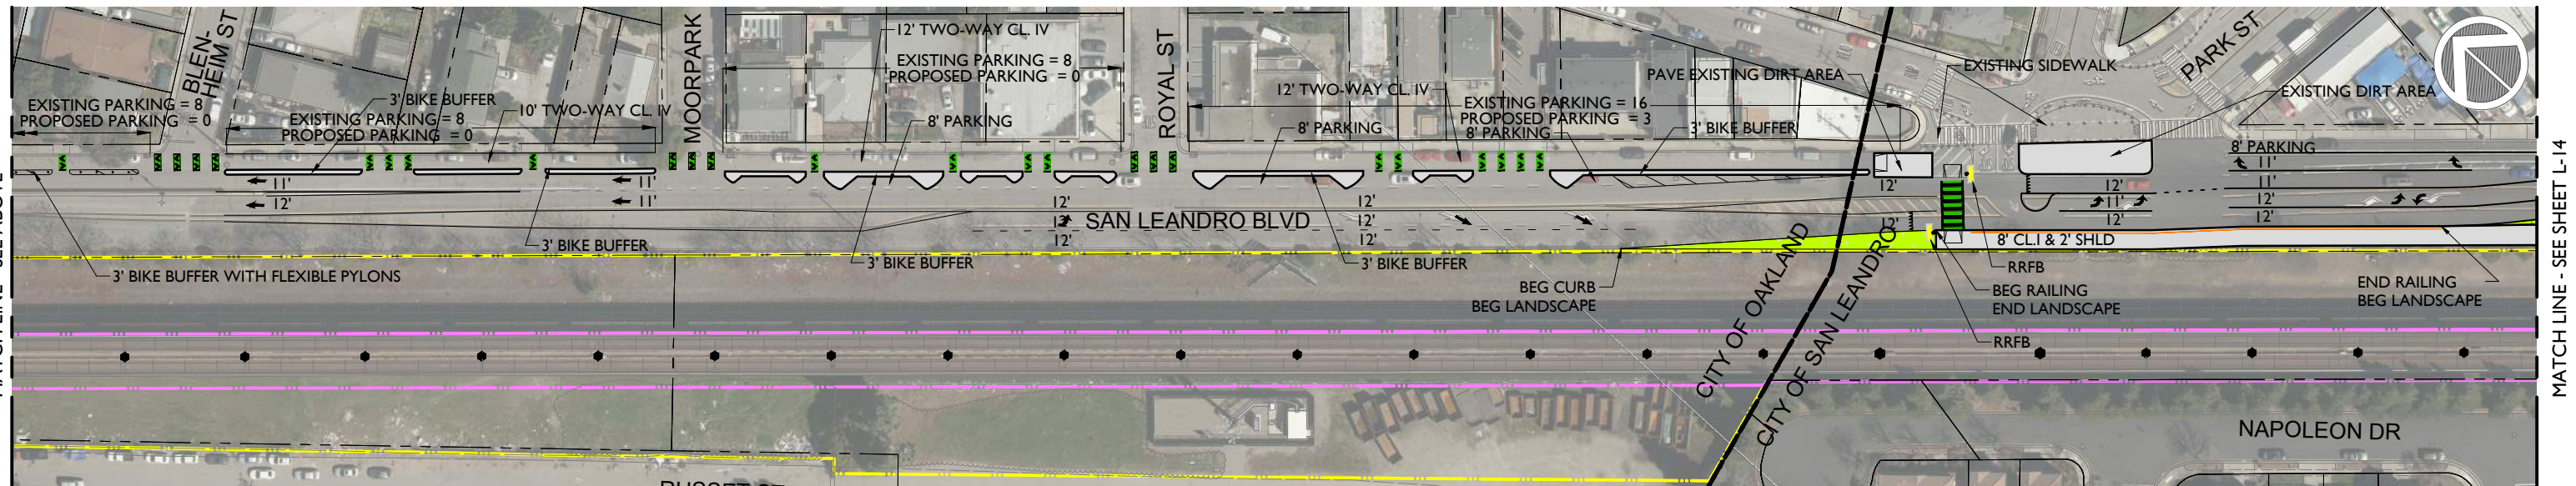 BLEN-
HEIM ST
MOORPARK
ROYAL ST
PARK ST
EXISTING PARKING = 8
PROPOSED PARKING = 0
3' BIKE BUFFER
EXISTING PARKING = 8
PROPOSED PARKING = 0
10' TWO-WAY CL. IV
12' TWO-WAY CL. IV
EXISTING PARKING = 8
PROPOSED PARKING = 0
8' PARKING
12' TWO-WAY CL. IV
EXISTING PARKING = 16
PROPOSED PARKING = 3
8' PARKING
8' PARKING
3' BIKE BUFFER
PAVE EXISTING DIRT AREA
EXISTING SIDEWALK
EXISTING DIRT AREA
8' PARKING
11'
12'
11'
11'
12'
12'
12'
SAN LEANDRO BLVD
12'
12'
12'
12'
12'
12'
11'
12'
11'
11'
12'
12'
3' BIKE BUFFER WITH FLEXIBLE PYLONS
3' BIKE BUFFER
3' BIKE BUFFER
3' BIKE BUFFER
BEG CURB
BEG LANDSCAPE
CITY OF OAKLAND
CITY OF SAN LEANDRO
8' CL.I & 2' SHLD
RRFB
BEG RAILING
END LANDSCAPE
RRFB
END RAILING
BEG LANDSCAPE
NAPOLEON DR
MATCH LINE - SEE SHEET L-14